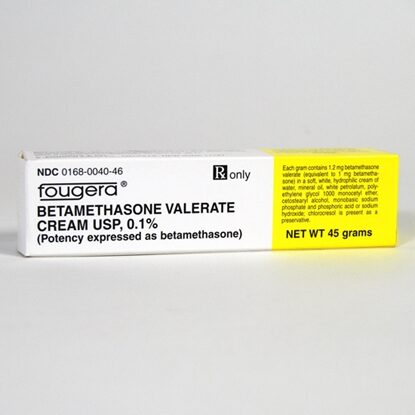 NDC 0168-0040-46
℞ only
fougera®
BETAMETHASONE VALERATE
CREAM USP, 0.1%
(Potency expressed as betamethasone)
Each gram contains 1.2 mg betamethasone
valerate (equivalent to 1 mg betametha-
sone) in a soft, white, hydrophilic cream of
water, mineral oil, white petrolatum, poly-
ethylene glycol 1000 monocetyl ether,
cetostearyl alcohol, monobasic sodium
phosphate and phosphoric acid or sodium
hydroxide; chlorocresol is present as a
preservative.
NET WT 45 grams